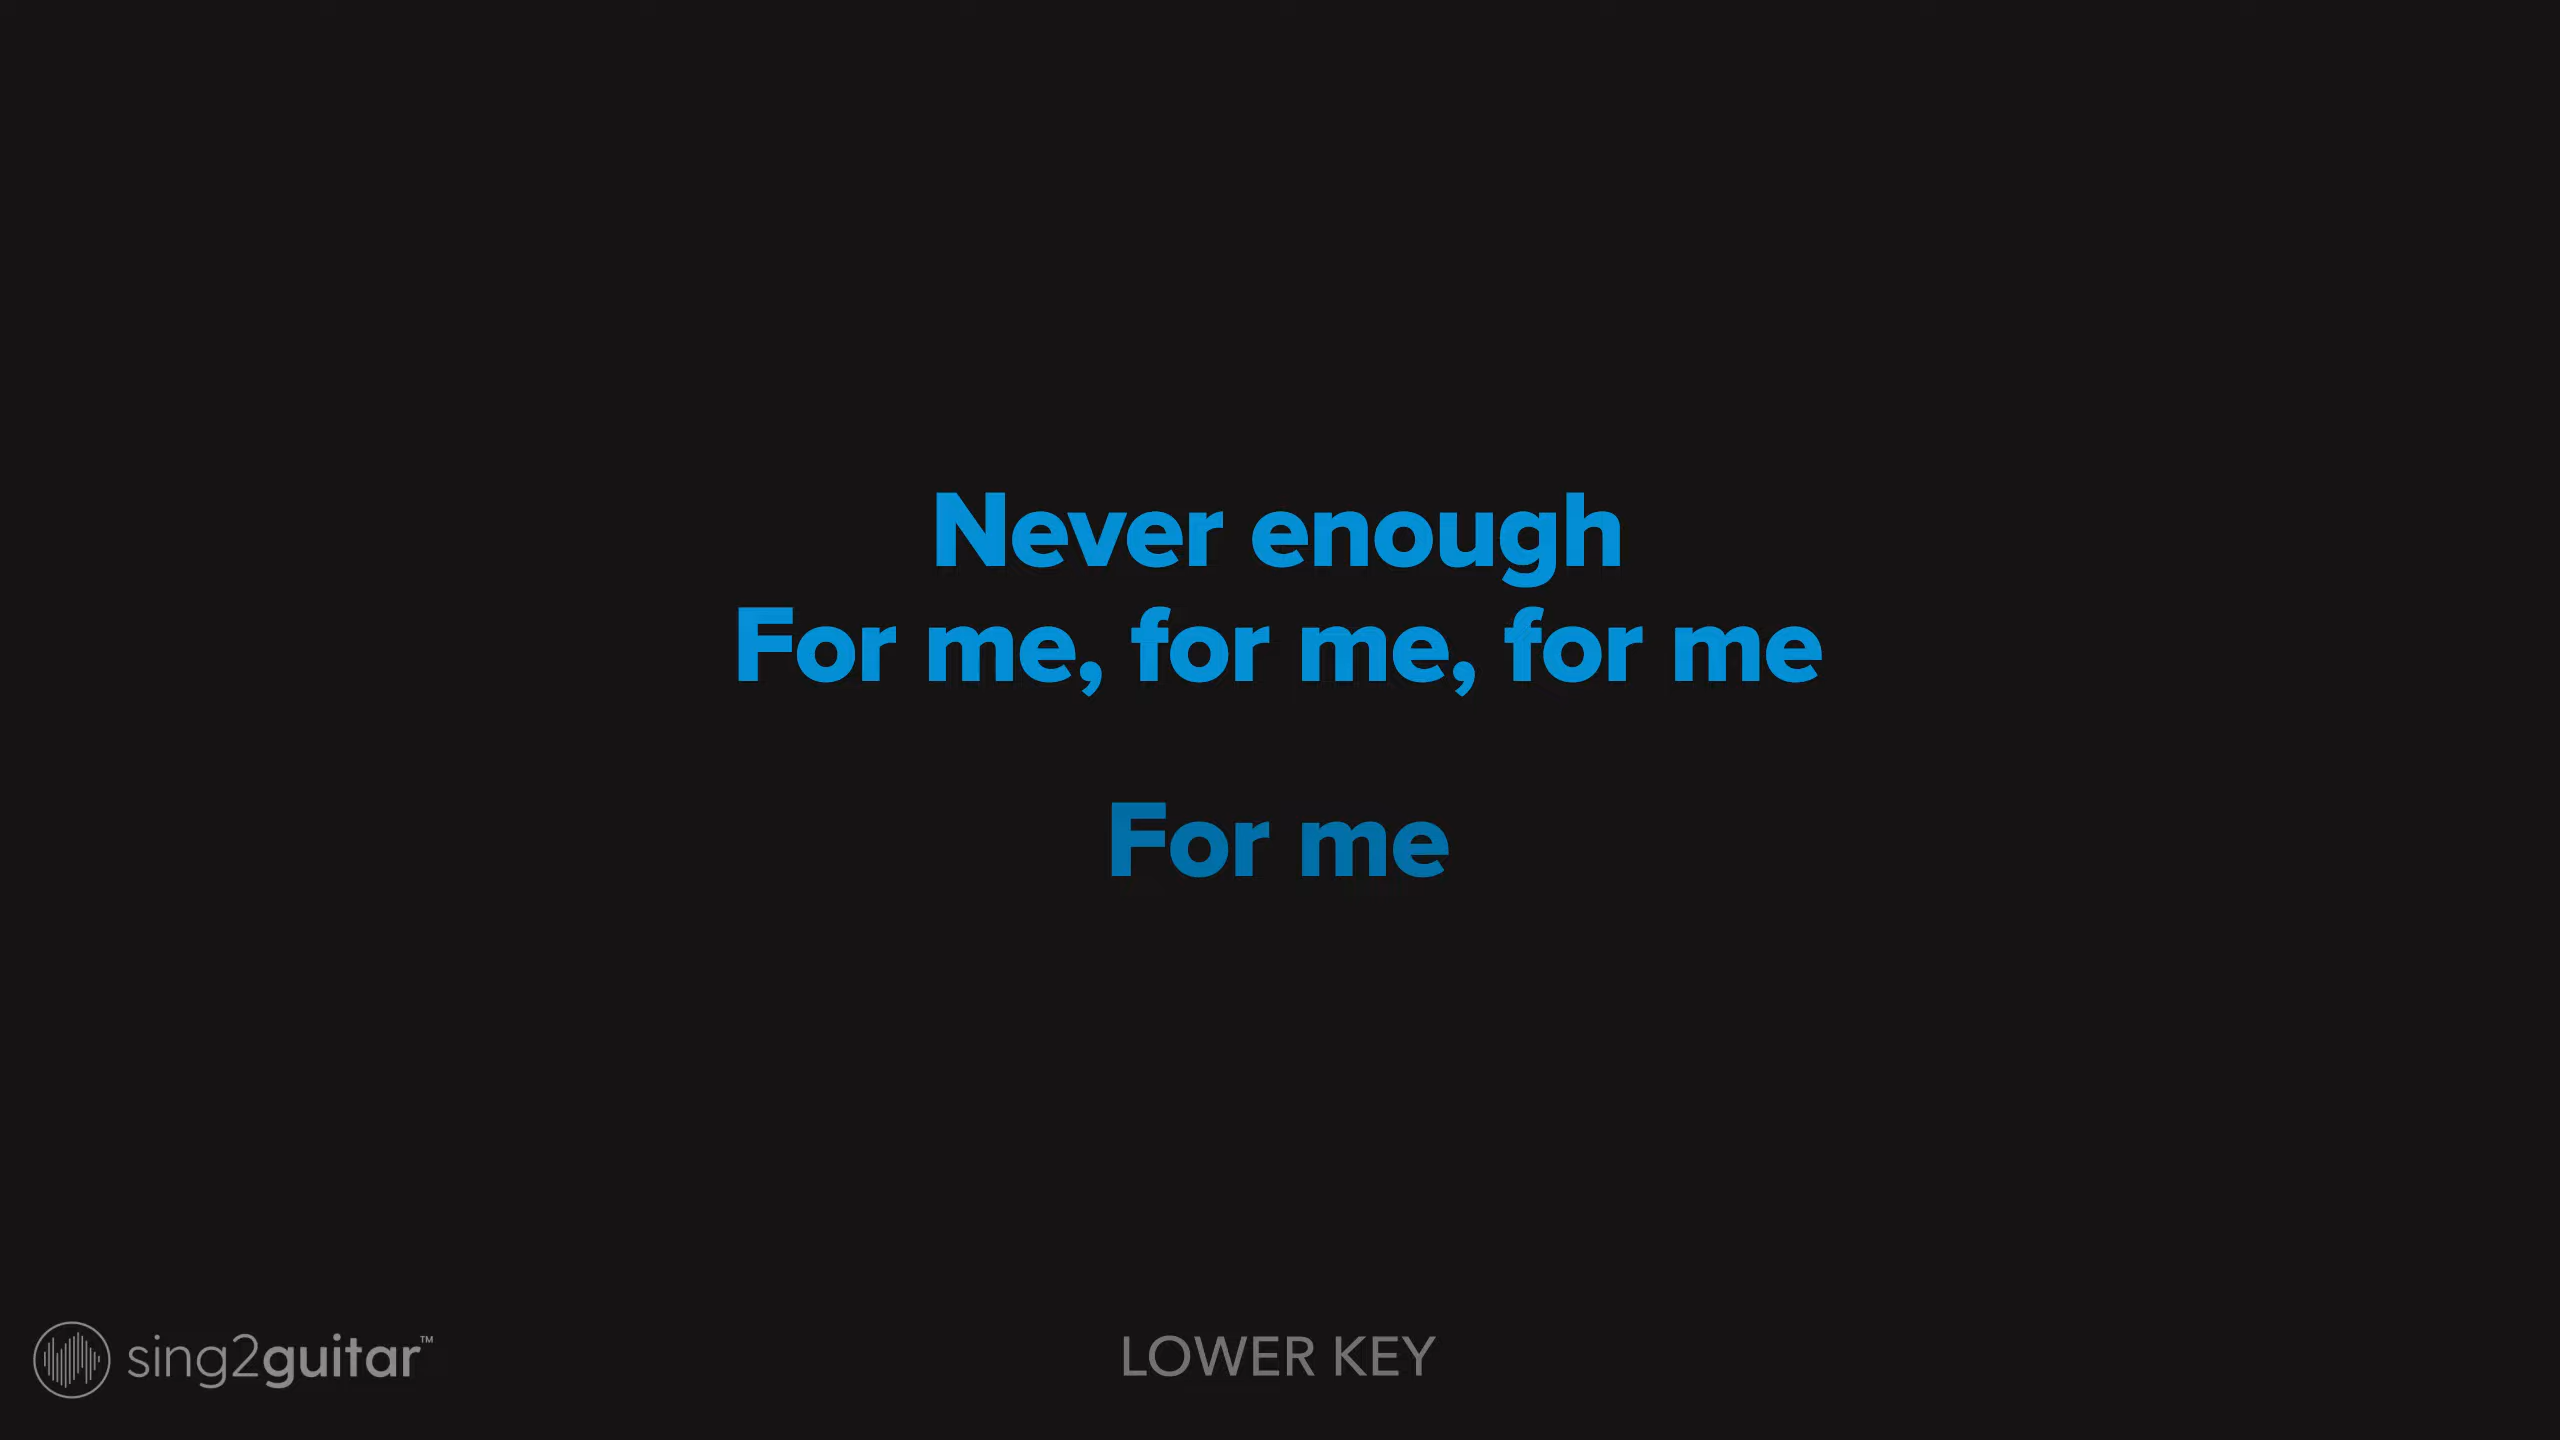 Never enough
For me, for me, for me
For me
sing2guitar™
LOWER KEY